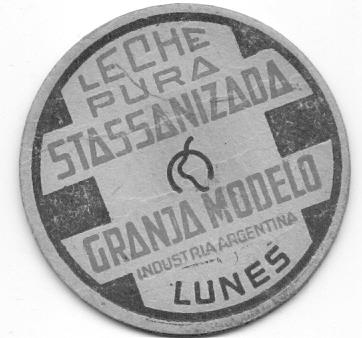 LECHE
PURA
STASSANIZADA
GRANJA MODELO
INDUSTRIA ARGENTINA
LUNES